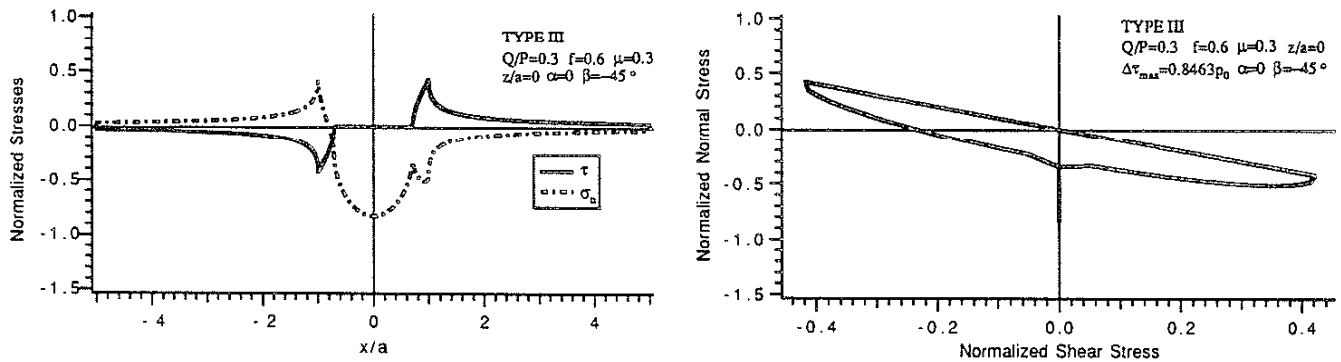 1.0
0.5
0.0
-0.5
-1.0
-1.5
Normalized Stresses
TYPE III
Q/P=0.3 f=0.6 μ=0.3
z/a=0 α=0 β=-45°
τ
σn
-4
-2
0
2
4
x/a
1.0
0.5
0.0
-0.5
-1.0
-1.5
Normalized Normal Stress
TYPE III
Q/P=0.3 f=0.6 μ=0.3 z/a=0
Δτmax=0.8463p0 α=0 β=-45°
-0.4
-0.2
0.0
0.2
0.4
Normalized Shear Stress